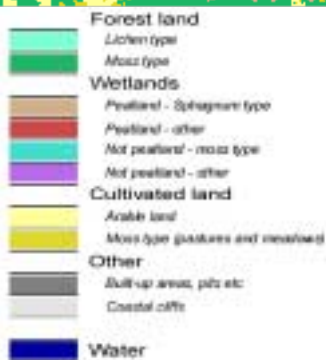 Forest land
Lichen type
Moss type
Wetlands
Peatland - Sphagnum type
Peatland - other
Not peatland - moss type
Not peatland - other
Cultivated land
Arable land
Moss type (pastures and meadows)
Other
Built-up areas, pits etc
Coastal cliffs
Water